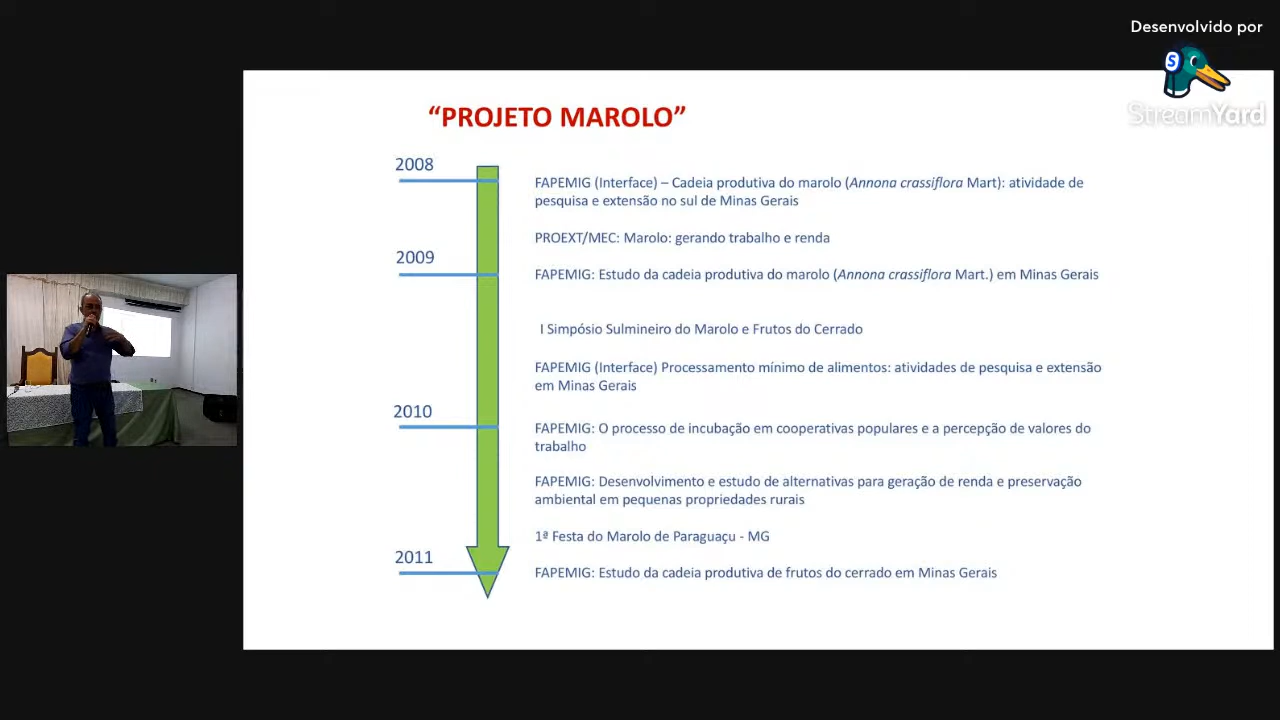 Desenvolvido por
StreamYard
“PROJETO MAROLO”
2008
FAPEMIG (Interface) – Cadeia produtiva do marolo (Annona crassiflora Mart): atividade de
pesquisa e extensão no sul de Minas Gerais
PROEXT/MEC: Marolo: gerando trabalho e renda
2009
FAPEMIG: Estudo da cadeia produtiva do marolo (Annona crassiflora Mart.) em Minas Gerais
I Simpósio Sulmineiro do Marolo e Frutos do Cerrado
FAPEMIG (Interface) Processamento mínimo de alimentos: atividades de pesquisa e extensão
em Minas Gerais
2010
FAPEMIG: O processo de incubação em cooperativas populares e a percepção de valores do
trabalho
FAPEMIG: Desenvolvimento e estudo de alternativas para geração de renda e preservação
ambiental em pequenas propriedades rurais
1ª Festa do Marolo de Paraguaçu - MG
2011
FAPEMIG: Estudo da cadeia produtiva de frutos do cerrado em Minas Gerais